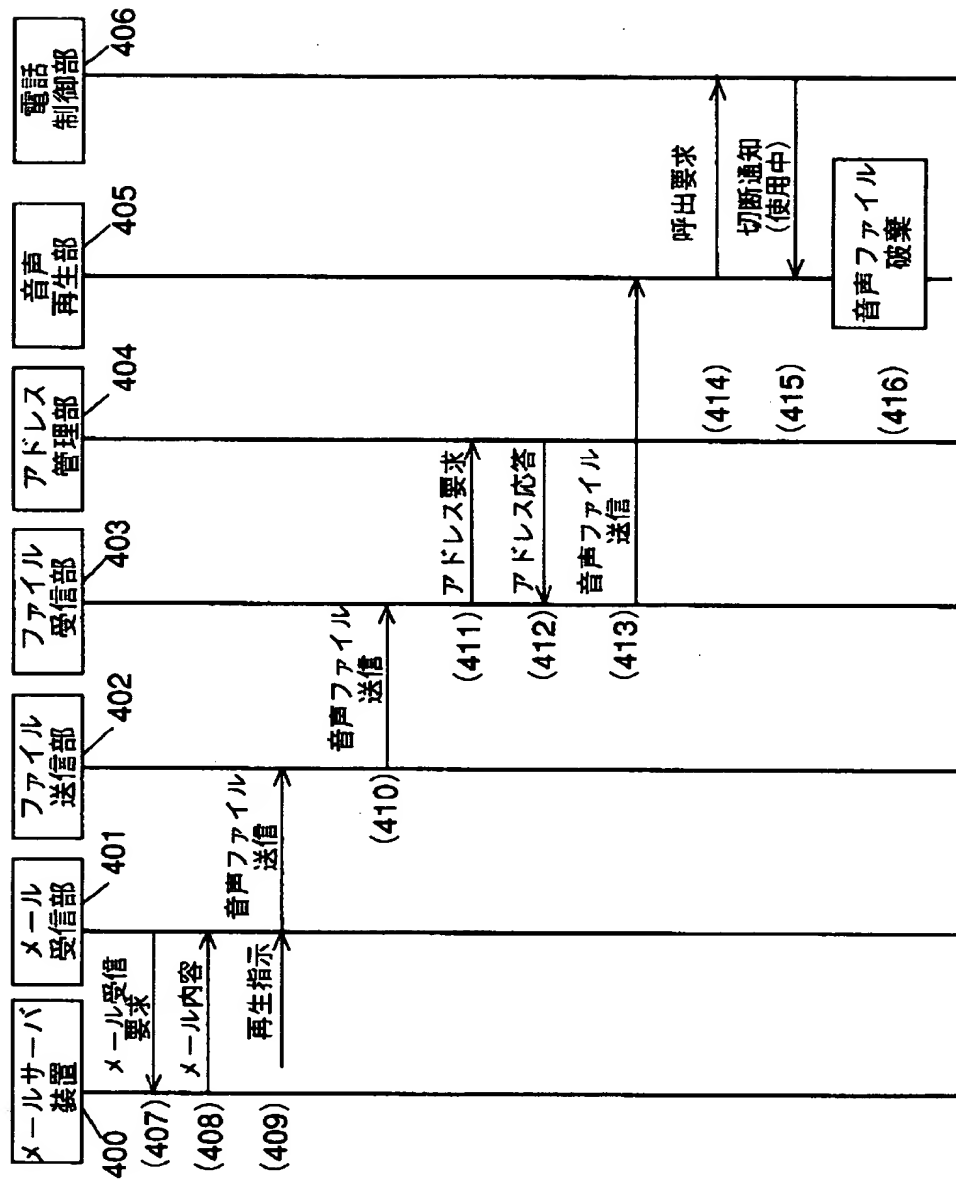 メールサーバ
装置
400
メール
受信部
401
ファイル
送信部
402
ファイル
受信部
403
アドレス
管理部
404
音声
再生部
405
電話
制御部
406
メール受信
要求
(407)
メール内容
(408)
再生指示
(409)
音声ファイル
送信
音声ファイル
送信
(410)
アドレス要求
(411)
アドレス応答
(412)
音声ファイル
送信
(413)
呼出要求
(414)
切断通知
(使用中)
(415)
音声ファイル
破棄
(416)